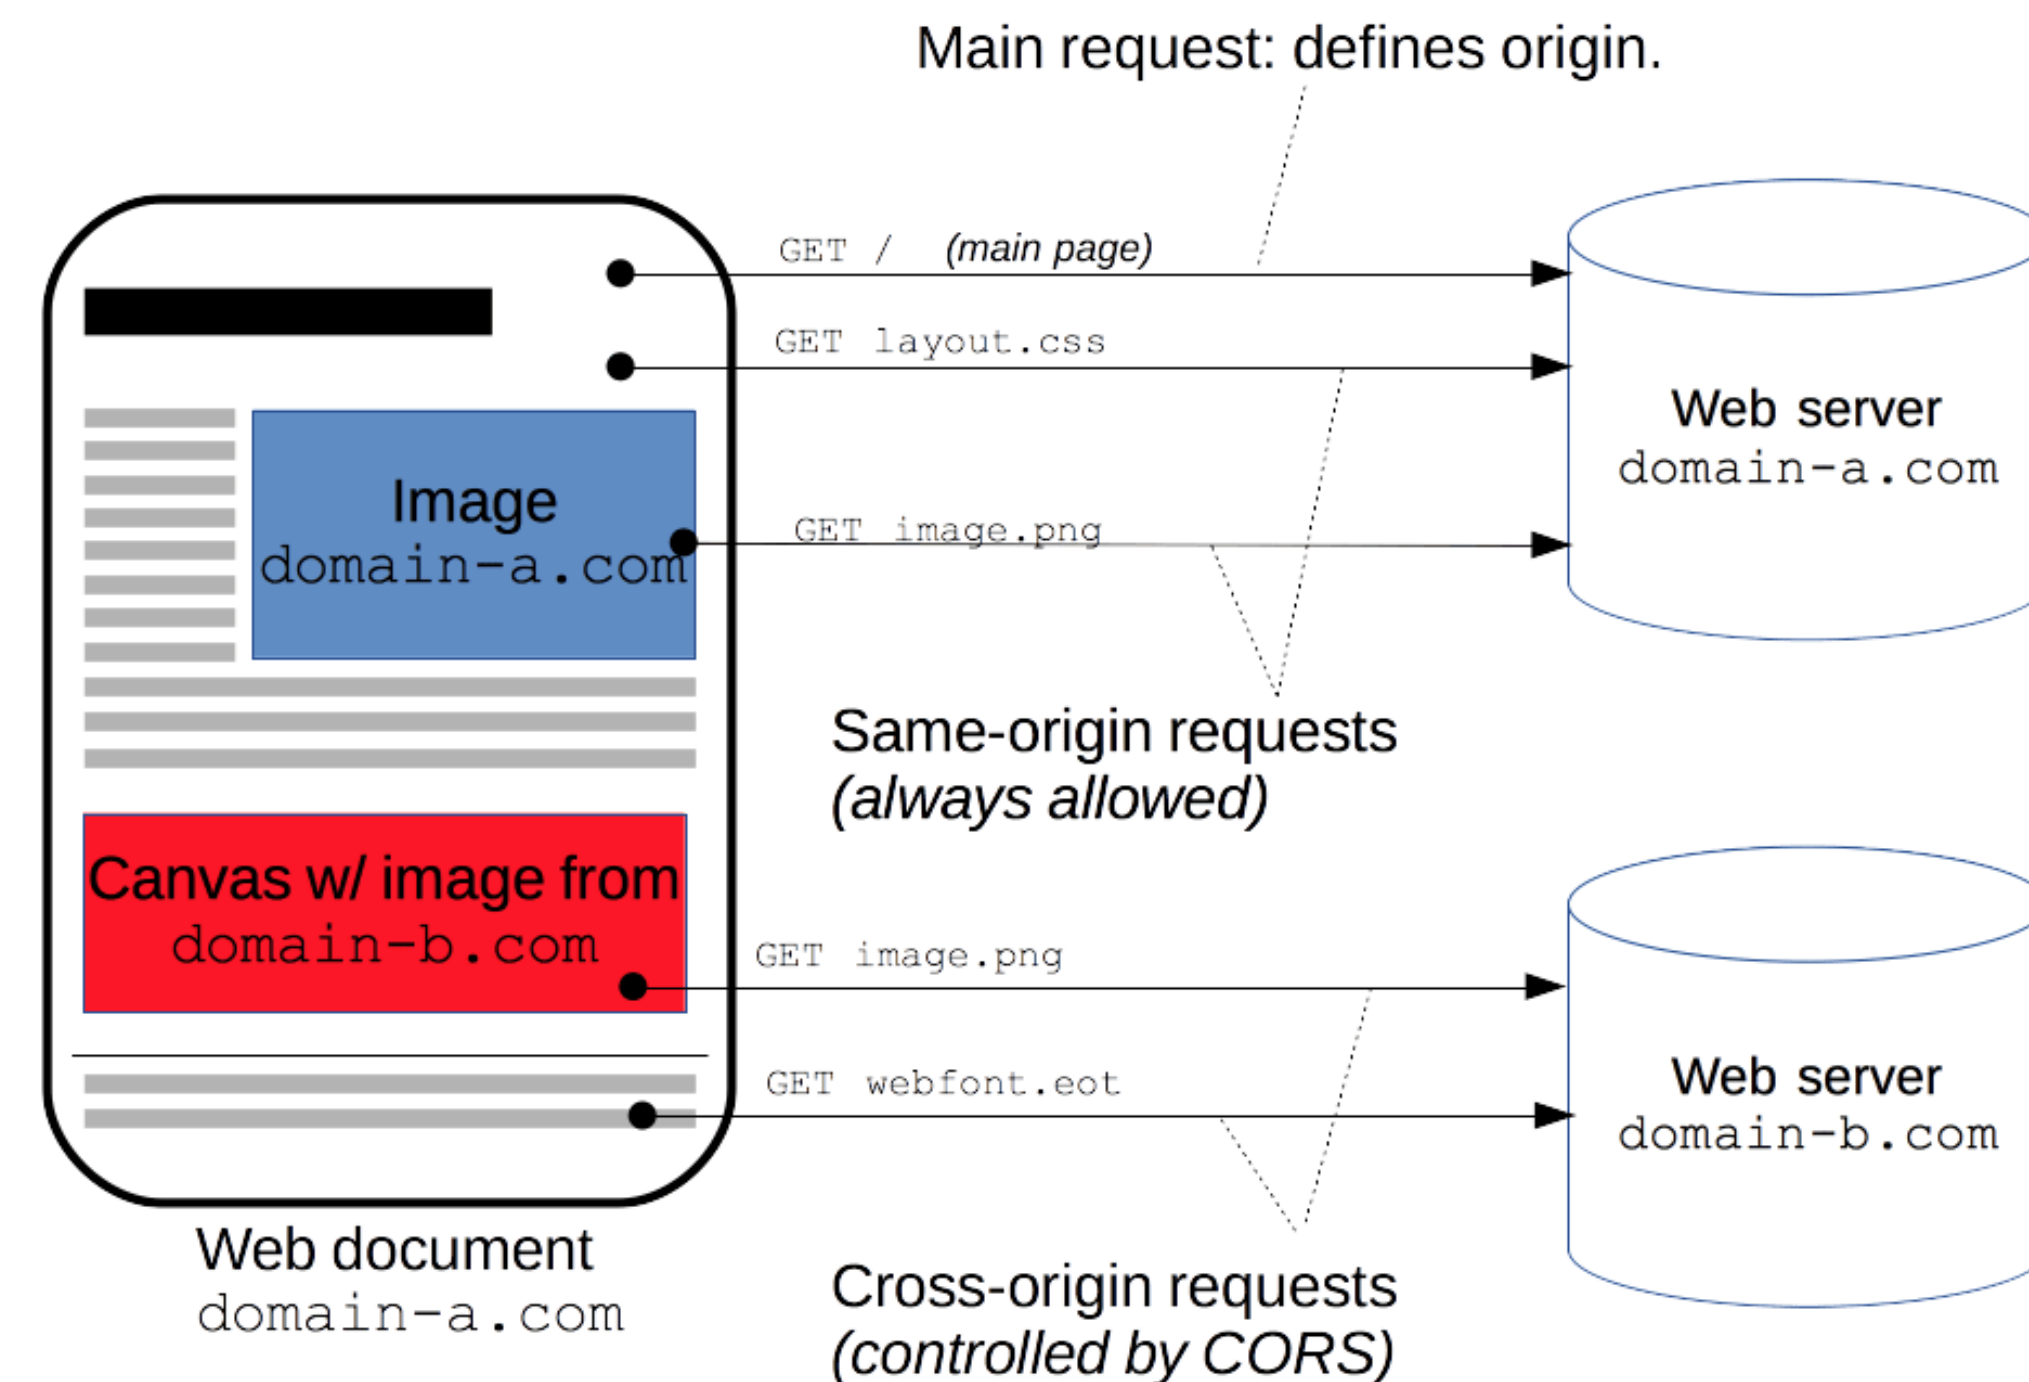 Main request: defines origin.
GET / (main page)
GET layout.css
Web server
domain-a.com
Image
domain-a.com
GET image.png
Same-origin requests
(always allowed)
Canvas w/ image from
domain-b.com
GET image.png
GET webfont.eot
Web server
domain-b.com
Web document
domain-a.com
Cross-origin requests
(controlled by CORS)